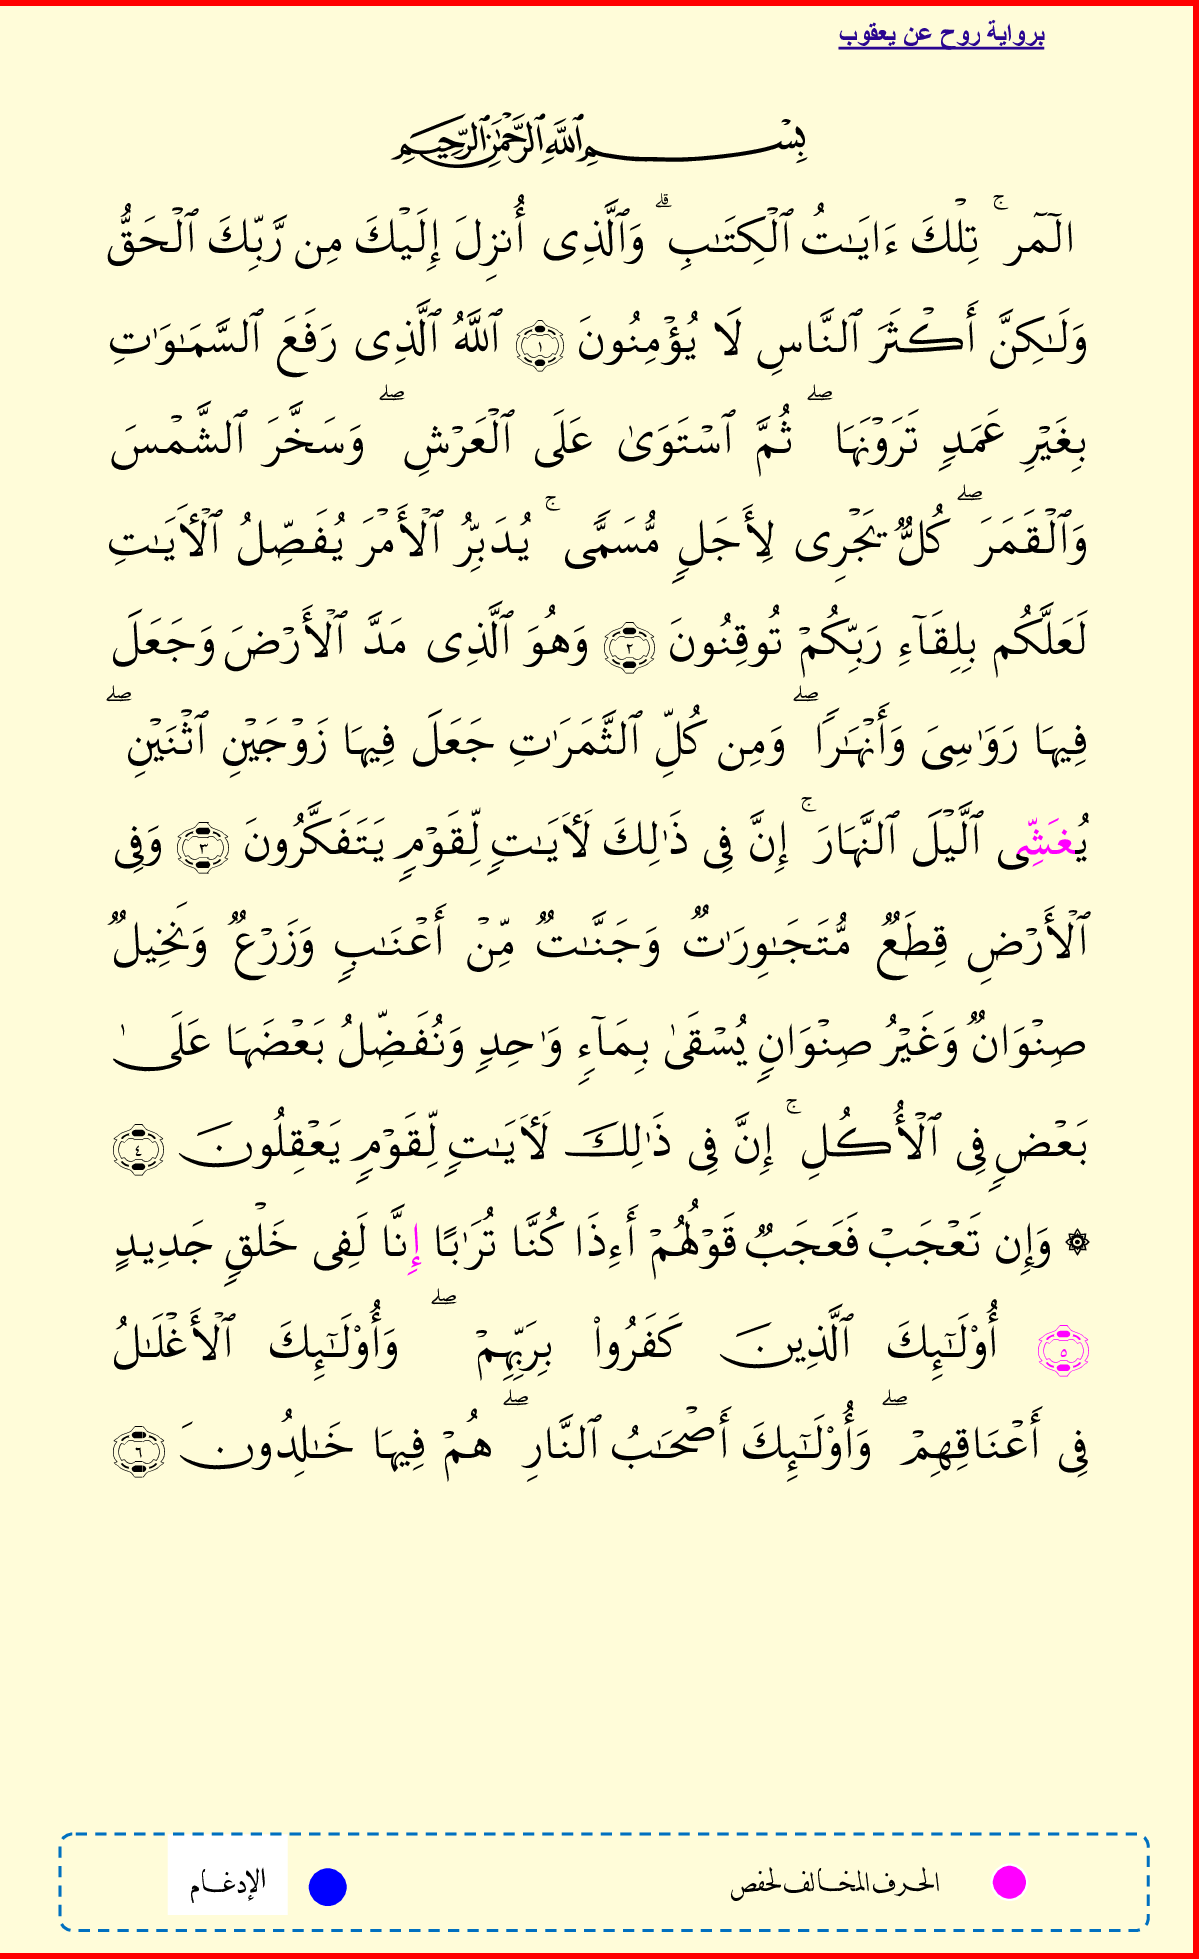 برواية روح عن يعقوب
بِسْمِ ٱللَّهِ ٱلرَّحْمَٰنِ ٱلرَّحِيمِ
الٓمٓر ۚ تِلْكَ ءَايَـٰتُ ٱلْكِتَـٰبِ ۗ وَٱلَّذِى أُنزِلَ إِلَيْكَ مِن رَّبِّكَ ٱلْحَقُّ
وَلَـٰكِنَّ أَكْثَرَ ٱلنَّاسِ لَا يُؤْمِنُونَ ١ ٱللَّهُ ٱلَّذِى رَفَعَ ٱلسَّمَـٰوَٰتِ
بِغَيْرِ عَمَدٍ تَرَوْنَهَا ۖ ثُمَّ ٱسْتَوَىٰ عَلَى ٱلْعَرْشِ ۖ وَسَخَّرَ ٱلشَّمْسَ
وَٱلْقَمَرَ ۖ كُلٌّ يَجْرِى لِأَجَلٍ مُّسَمًّى ۚ يُدَبِّرُ ٱلْأَمْرَ يُفَصِّلُ ٱلْأَيَـٰتِ
لَعَلَّكُم بِلِقَآءِ رَبِّكُمْ تُوقِنُونَ ٢ وَهُوَ ٱلَّذِى مَدَّ ٱلْأَرْضَ وَجَعَلَ
فِيهَا رَوَٰسِىَ وَأَنْهَـٰرًا ۖ وَمِن كُلِّ ٱلثَّمَرَٰتِ جَعَلَ فِيهَا زَوْجَيْنِ ٱثْنَيْنِ ۖ
يُغَشِّى ٱلَّيْلَ ٱلنَّهَارَ ۚ إِنَّ فِى ذَٰلِكَ لَأَيَـٰتٍ لِّقَوْمٍ يَتَفَكَّرُونَ ٣ وَفِى
ٱلْأَرْضِ قِطَعٌ مُّتَجَـٰوِرَٰتٌ وَجَنَّـٰتٌ مِّنْ أَعْنَـٰبٍ وَزَرْعٌ وَنَخِيلٌ
صِنْوَانٌ وَغَيْرُ صِنْوَانٍ يُسْقَىٰ بِمَآءٍ وَٰحِدٍ وَنُفَضِّلُ بَعْضَهَا عَلَىٰ
بَعْضٍ فِى ٱلْأُكُلِ ۚ إِنَّ فِى ذَٰلِكَ لَأَيَـٰتٍ لِّقَوْمٍ يَعْقِلُونَ ٤
۞ وَإِن تَعْجَبْ فَعَجَبٌ قَوْلُهُمْ أَءِذَا كُنَّا تُرَٰبًا إِنَّا لَفِى خَلْقٍ جَدِيدٍ
٥ أُوْلَـٰٓئِكَ ٱلَّذِينَ كَفَرُوا۟ بِرَبِّهِمْ ۖ وَأُوْلَـٰٓئِكَ ٱلْأَغْلَـٰلُ
فِى أَعْنَاقِهِمْ ۖ وَأُوْلَـٰٓئِكَ أَصْحَـٰبُ ٱلنَّارِ ۖ هُمْ فِيهَا خَـٰلِدُونَ ٦
الحرف المخالف لحفص
الإدغام